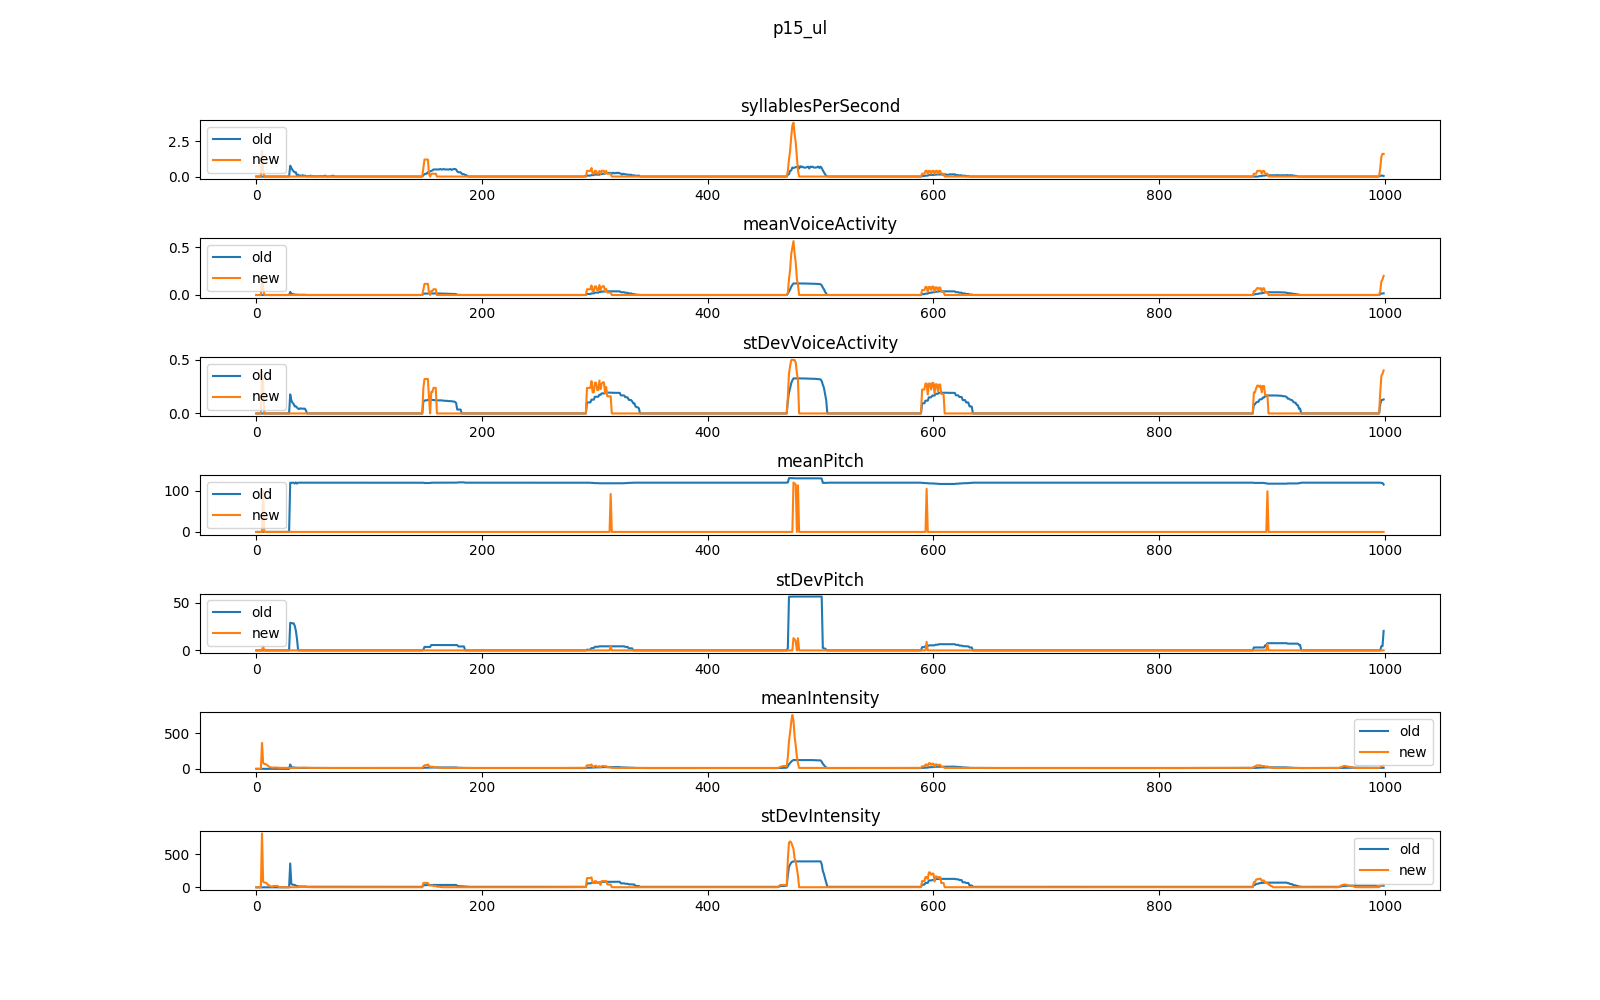 p15_ul
syllablesPerSecond
2.5
0.0
old
new
0 200 400 600 800 1000
meanVoiceActivity
0.5
0.0
old
new
0 200 400 600 800 1000
stDevVoiceActivity
0.5
0.0
old
new
0 200 400 600 800 1000
meanPitch
100
0
old
new
0 200 400 600 800 1000
stDevPitch
50
0
old
new
0 200 400 600 800 1000
meanIntensity
500
0
old
new
0 200 400 600 800 1000
stDevIntensity
500
0
old
new
0 200 400 600 800 1000